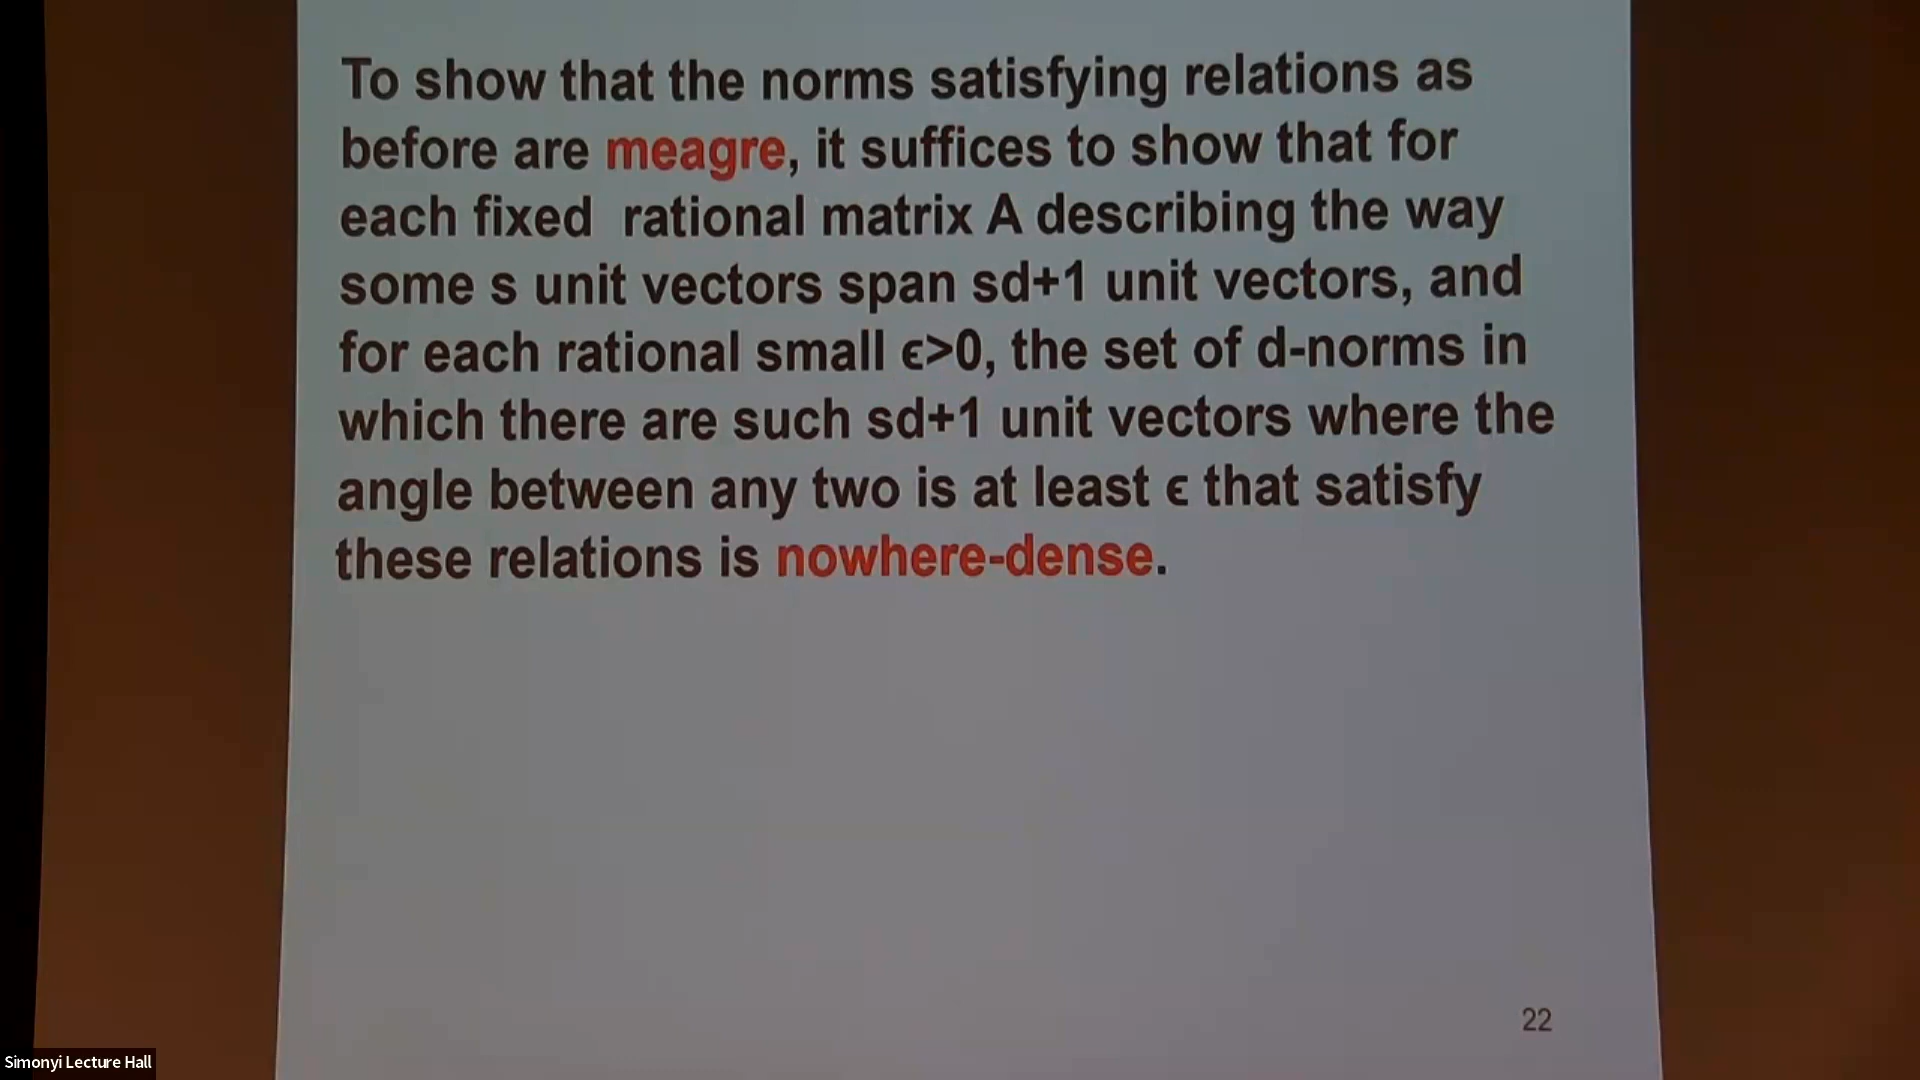 To show that the norms satisfying relations as
before are meagre, it suffices to show that for
each fixed rational matrix A describing the way
some s unit vectors span sd+1 unit vectors, and
for each rational small ϵ>0, the set of d-norms in
which there are such sd+1 unit vectors where the
angle between any two is at least ϵ that satisfy
these relations is nowhere-dense.
22
Simonyi Lecture Hall